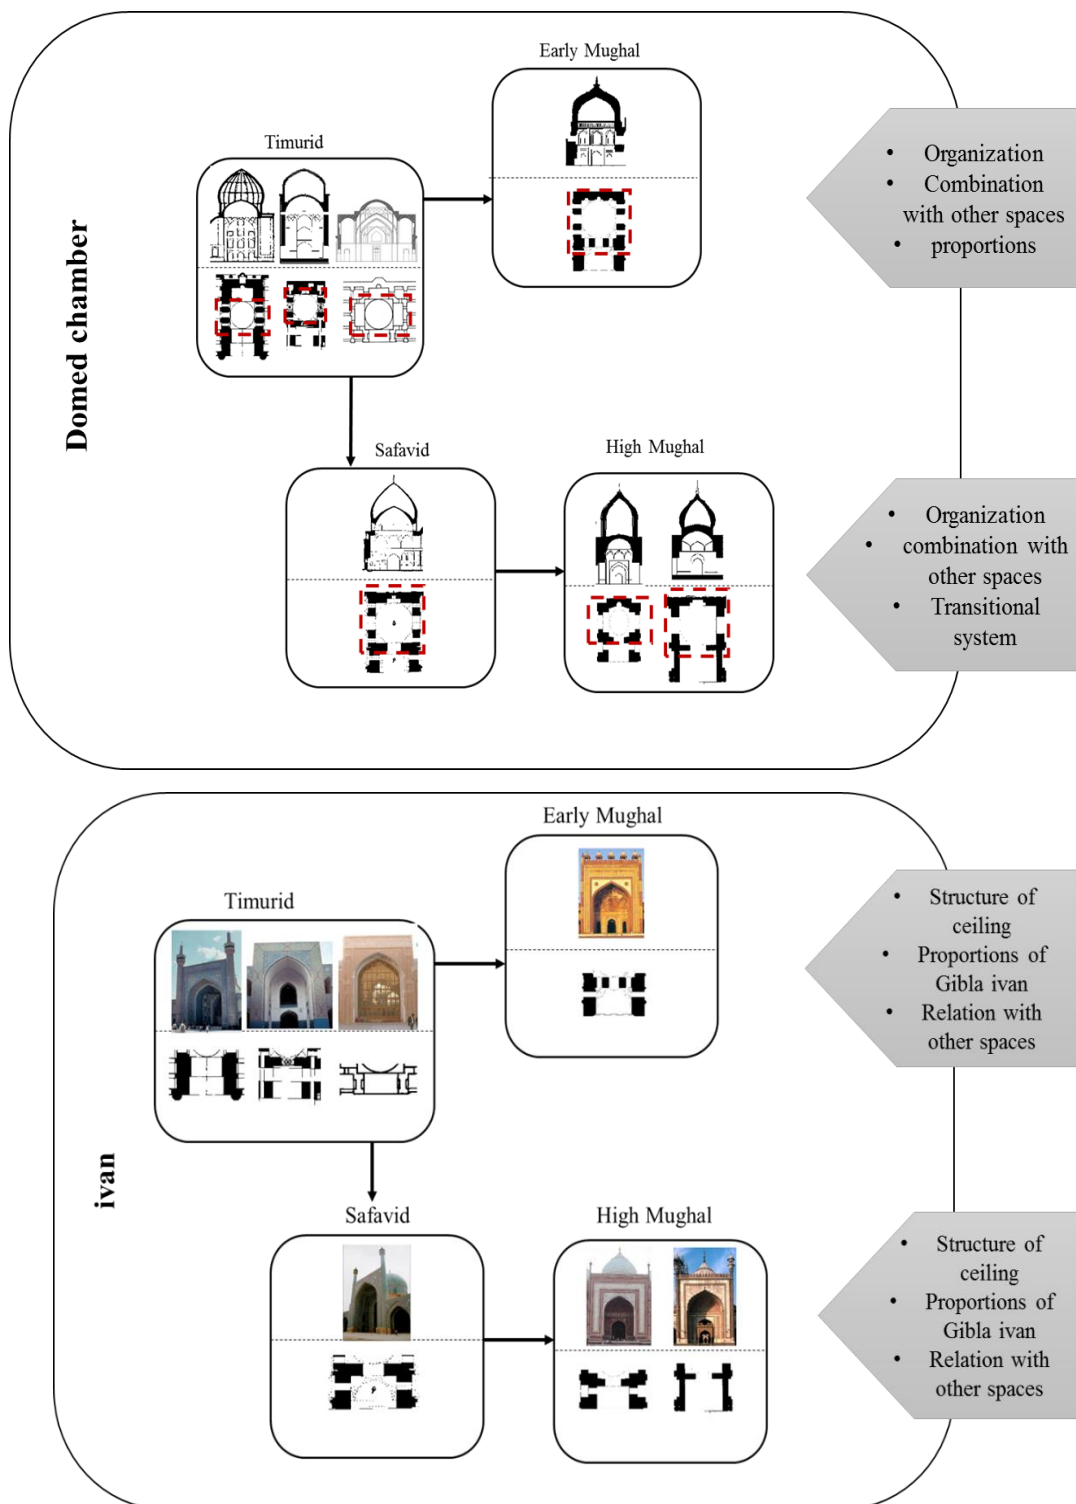 Early Mughal
Timurid
• Organization
• Combination
with other spaces
• proportions
Domed chamber
Safavid
High Mughal
• Organization
• combination with
other spaces
• Transitional
system
Early Mughal
Timurid
• Structure of
ceiling
• Proportions of
Gibla ivan
• Relation with
other spaces
ivan
Safavid
High Mughal
• Structure of
ceiling
• Proportions of
Gibla ivan
• Relation with
other spaces